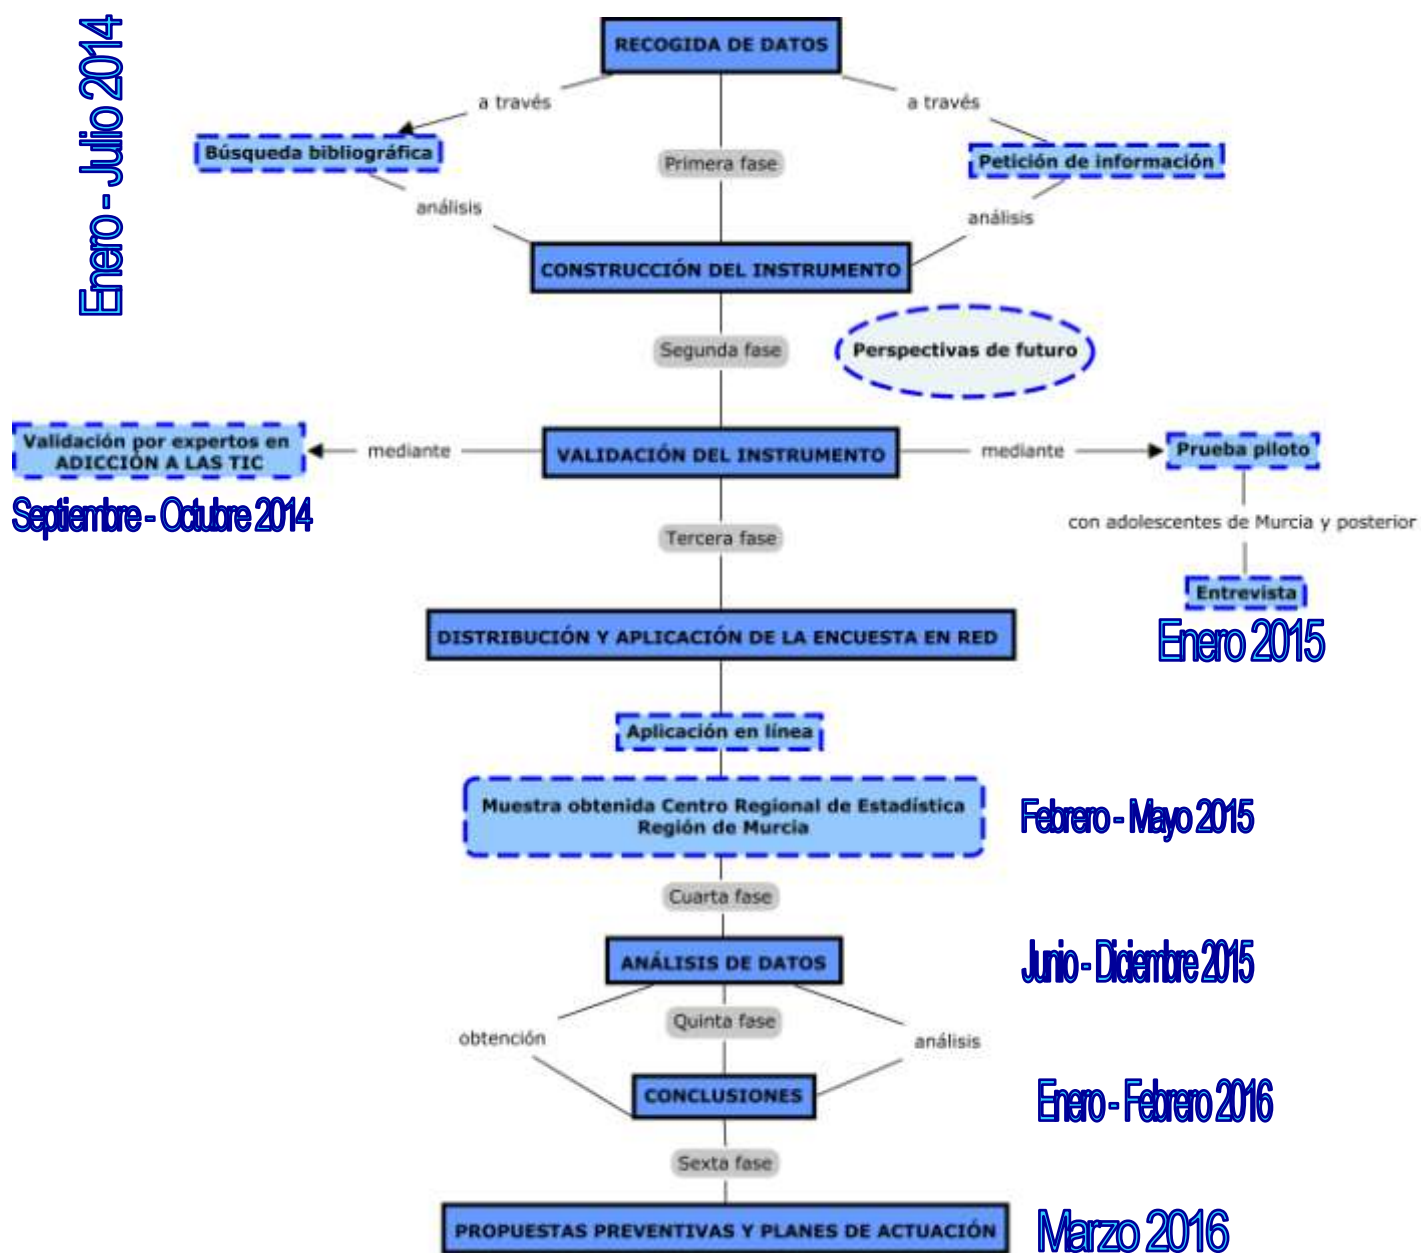 Enero - Julio 2014
RECOGIDA DE DATOS
a través
a través
Búsqueda bibliográfica
Primera fase
Petición de información
análisis
análisis
CONSTRUCCIÓN DEL INSTRUMENTO
Segunda fase
Perspectivas de futuro
Validación por expertos en
ADICCIÓN A LAS TIC
mediante
VALIDACIÓN DEL INSTRUMENTO
mediante
Prueba piloto
Septiembre - Octubre 2014
Tercera fase
con adolescentes de Murcia y posterior
Entrevista
Enero 2015
DISTRIBUCIÓN Y APLICACIÓN DE LA ENCUESTA EN RED
Aplicación en línea
Muestra obtenida Centro Regional de Estadística
Región de Murcia
Febrero - Mayo 2015
Cuarta fase
ANÁLISIS DE DATOS
Junio - Diciembre 2015
obtención
Quinta fase
análisis
CONCLUSIONES
Enero - Febrero 2016
Sexta fase
PROPUESTAS PREVENTIVAS Y PLANES DE ACTUACIÓN
Marzo 2016